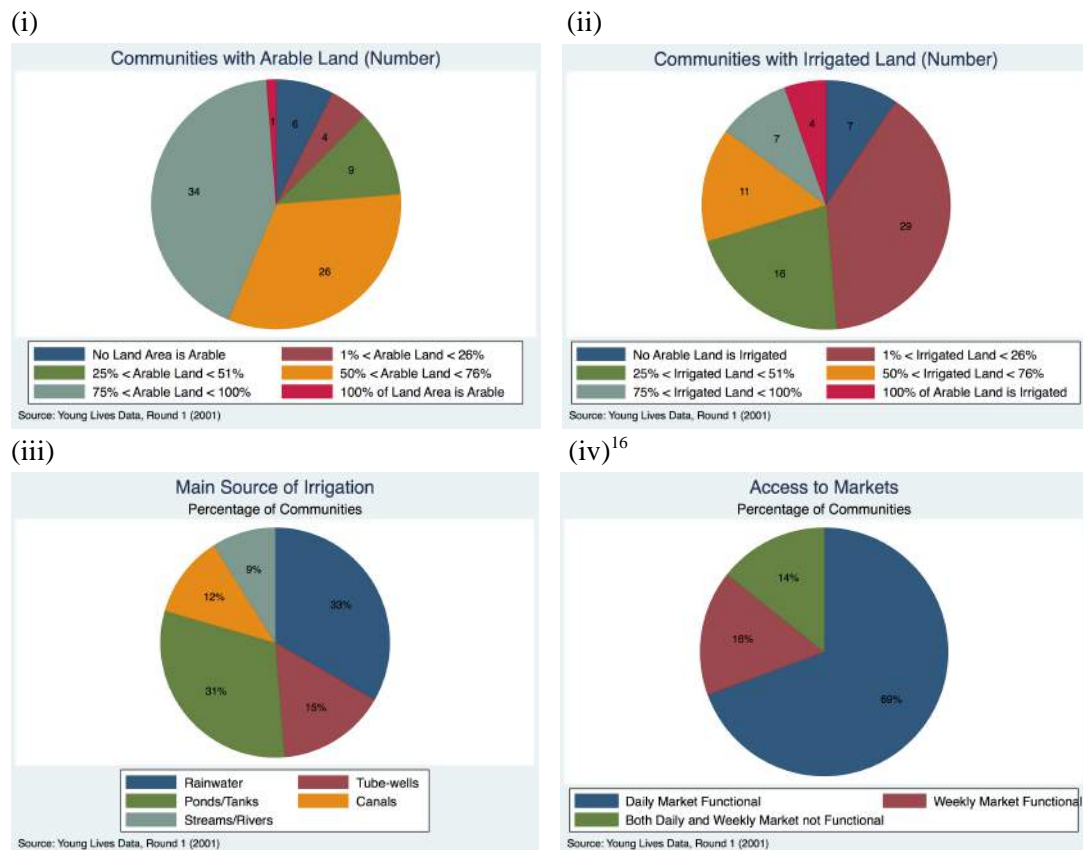 (i)
Communities with Arable Land (Number)
1
6
4
9
34
26
No Land Area is Arable
1% < Arable Land < 26%
25% < Arable Land < 51%
50% < Arable Land < 76%
75% < Arable Land < 100%
100% of Land Area is Arable
Source: Young Lives Data, Round 1 (2001)
(ii)
Communities with Irrigated Land (Number)
4
7
7
11
29
16
No Arable Land is Irrigated
1% < Irrigated Land < 26%
25% < Irrigated Land < 51%
50% < Irrigated Land < 76%
75% < Irrigated Land < 100%
100% of Arable Land is Irrigated
Source: Young Lives Data, Round 1 (2001)
(iii)
Main Source of Irrigation
Percentage of Communities
9%
33%
12%
31%
15%
Rainwater
Tube-wells
Ponds/Tanks
Canals
Streams/Rivers
Source: Young Lives Data, Round 1 (2001)
(iv)16
Access to Markets
Percentage of Communities
14%
16%
69%
Daily Market Functional
Weekly Market Functional
Both Daily and Weekly Market not Functional
Source: Young Lives Data, Round 1 (2001)